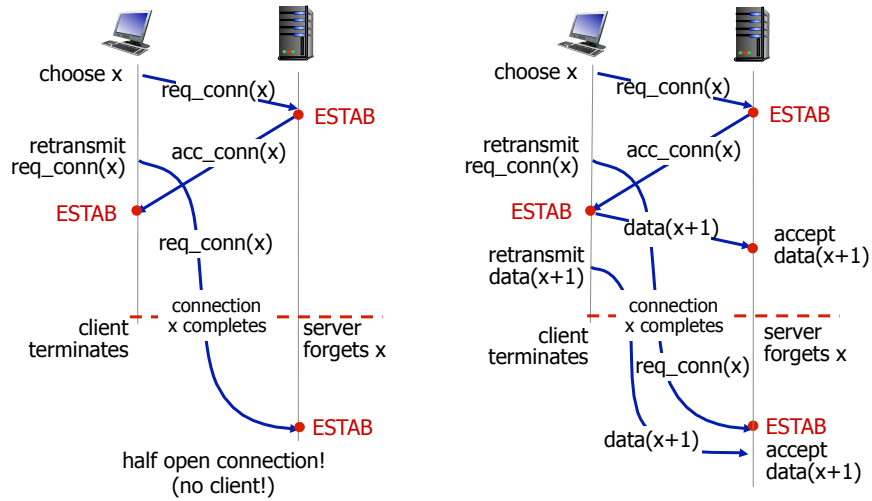 choose x
req_conn(x)
ESTAB
retransmit
req_conn(x)
acc_conn(x)
ESTAB
req_conn(x)
connection
x completes
client
terminates
server
forgets x
ESTAB
half open connection!
(no client!)
choose x
req_conn(x)
ESTAB
retransmit
req_conn(x)
acc_conn(x)
ESTAB
data(x+1)
accept
data(x+1)
retransmit
data(x+1)
connection
x completes
client
terminates
server
forgets x
req_conn(x)
ESTAB
data(x+1)
accept
data(x+1)